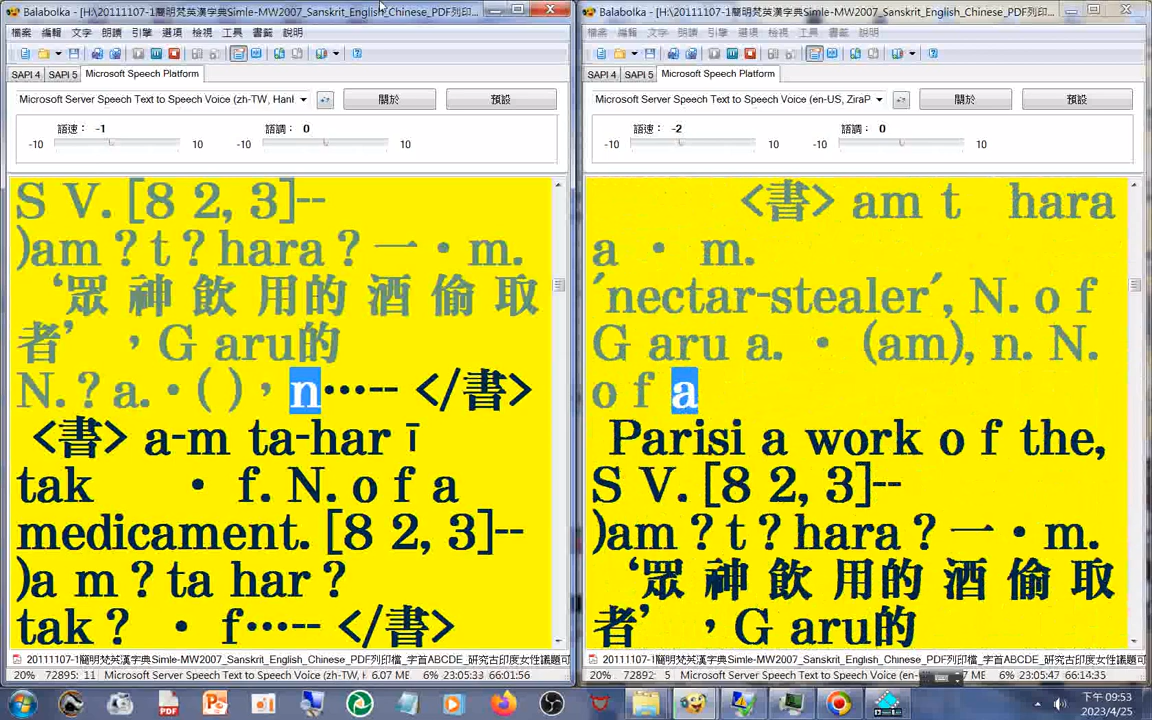 Balabolka - [H:\20111107-1簡明梵英漢字典Simle-MW2007_Sanskrit_English_Chinese_PDF列印...
檔案 編輯 文字 朗讀 引擎 選項 檢視 工具 書籤 說明
SAPI 4 SAPI 5 Microsoft Speech Platform
Microsoft Server Speech Text to Speech Voice (zh-TW, HanI
關於 預設
語速： -1 語調： 0
-10 10 -10 10
S V. [8 2, 3]--
)am？t？hara？一・m.
‘眾 神 飲 用的 酒 偷 取
者’ ，G aru的
N.？a.・( )，n…-- </書>
<書> a-m ta-har ī
tak ・ f. N. o f a
medicament. [8 2, 3]--
)a m？ta har？
tak？ ・ f…-- </書>
20111107-1簡明梵英漢字典Simle-MW2007_Sanskrit_English_Chinese_PDF列印檔_字首ABCDE_研究古印度女性議題可
20% 72895: 11 Microsoft Server Speech Text to Speech Voice (zh-TW, H 6.07 MB 6% 23:05:33 66:01:56
Balabolka - [H:\20111107-1簡明梵英漢字典Simle-MW2007_Sanskrit_English_Chinese_PDF列印...
檔案 編輯 文字 朗讀 引擎 選項 檢視 工具 書籤 說明
SAPI 4 SAPI 5 Microsoft Speech Platform
Microsoft Server Speech Text to Speech Voice (en-US, ZiraP
關於 預設
語速： -2 語調： 0
-10 10 -10 10
<書> am t hara
a ・ m.
′nectar-stealer′, N. o f
G aru a. ・ (am), n. N.
o f a
Parisi a work o f the,
S V. [8 2, 3]--
)am？t？hara？一・m.
‘眾 神 飲 用的 酒 偷 取
者’ ，G aru的
20111107-1簡明梵英漢字典Simle-MW2007_Sanskrit_English_Chinese_PDF列印檔_字首ABCDE_研究古印度女性議題可
20% 72892: 5 Microsoft Server Speech Text to Speech Voice 6% 23:05:47 66:14:35
下午 09:53
2023/4/25